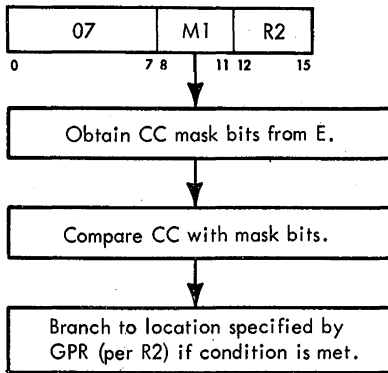 07 M1 R2
0 7 8 11 12 15
Obtain CC mask bits from E.
Compare CC with mask bits.
Branch to location specified by
GPR (per R2) if condition is met.